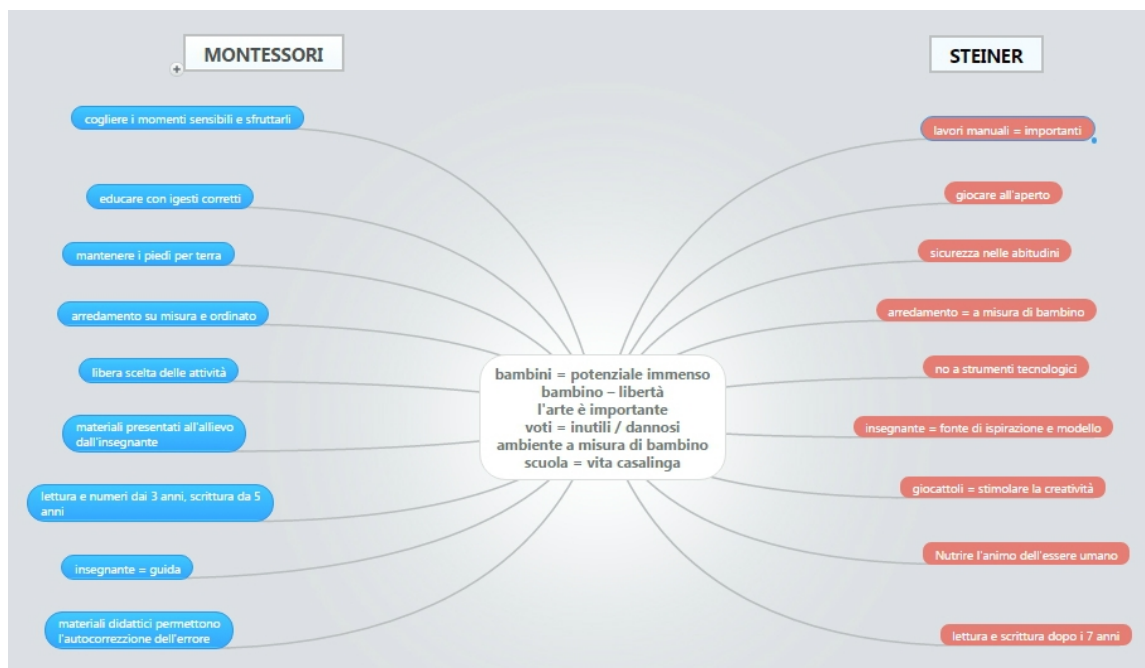 MONTESSORI
cogliere i momenti sensibili e sfruttarli
educare con igesti corretti
mantenere i piedi per terra
arredamento su misura e ordinato
libera scelta delle attività
materiali presentati all'allievo
dall'insegnante
lettura e numeri dai 3 anni, scrittura da 5
anni
insegnante = guida
materiali didattici permettono
l'autocorrezzione dell'errore
bambini = potenziale immenso
bambino – libertà
l'arte è importante
voti = inutili / dannosi
ambiente a misura di bambino
scuola = vita casalinga
STEINER
lavori manuali = importanti
giocare all'aperto
sicurezza nelle abitudini
arredamento = a misura di bambino
no a strumenti tecnologici
insegnante = fonte di ispirazione e modello
giocattoli = stimolare la creatività
Nutrire l'animo dell'essere umano
lettura e scrittura dopo i 7 anni